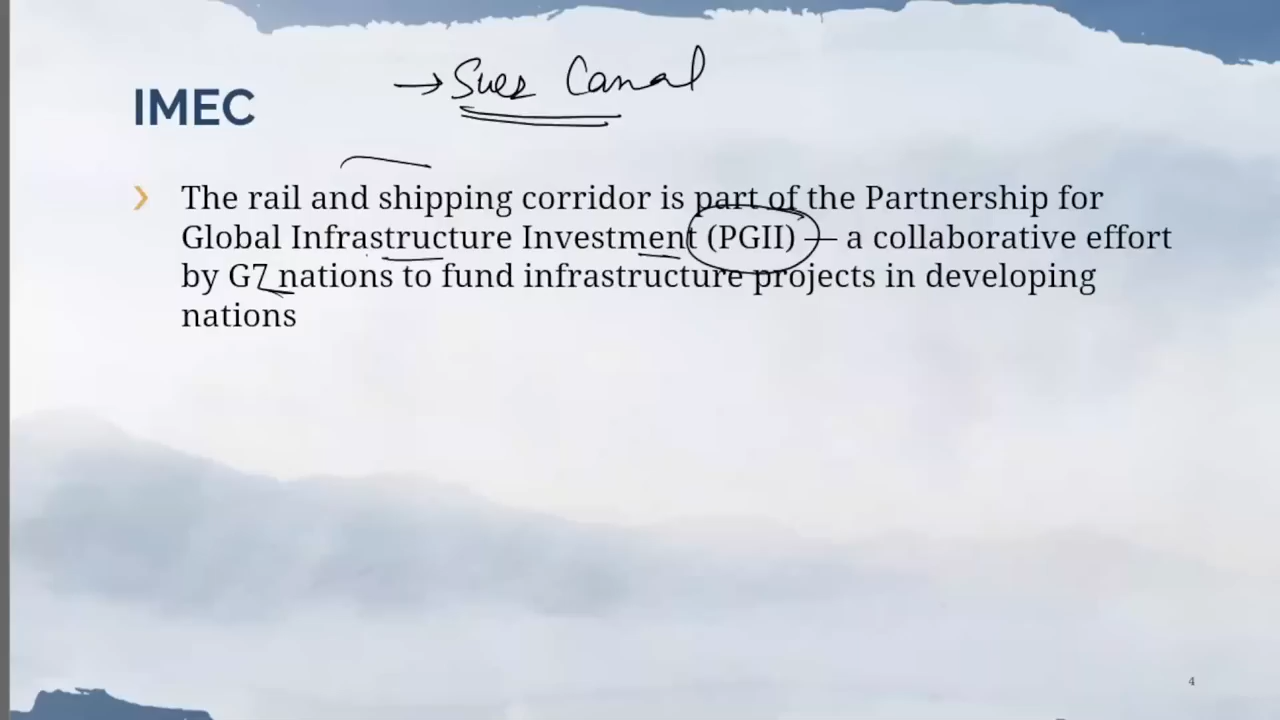 → Suez Canal
IMEC
The rail and shipping corridor is part of the Partnership for
Global Infrastructure Investment (PGII) — a collaborative effort
by G7 nations to fund infrastructure projects in developing
nations
4